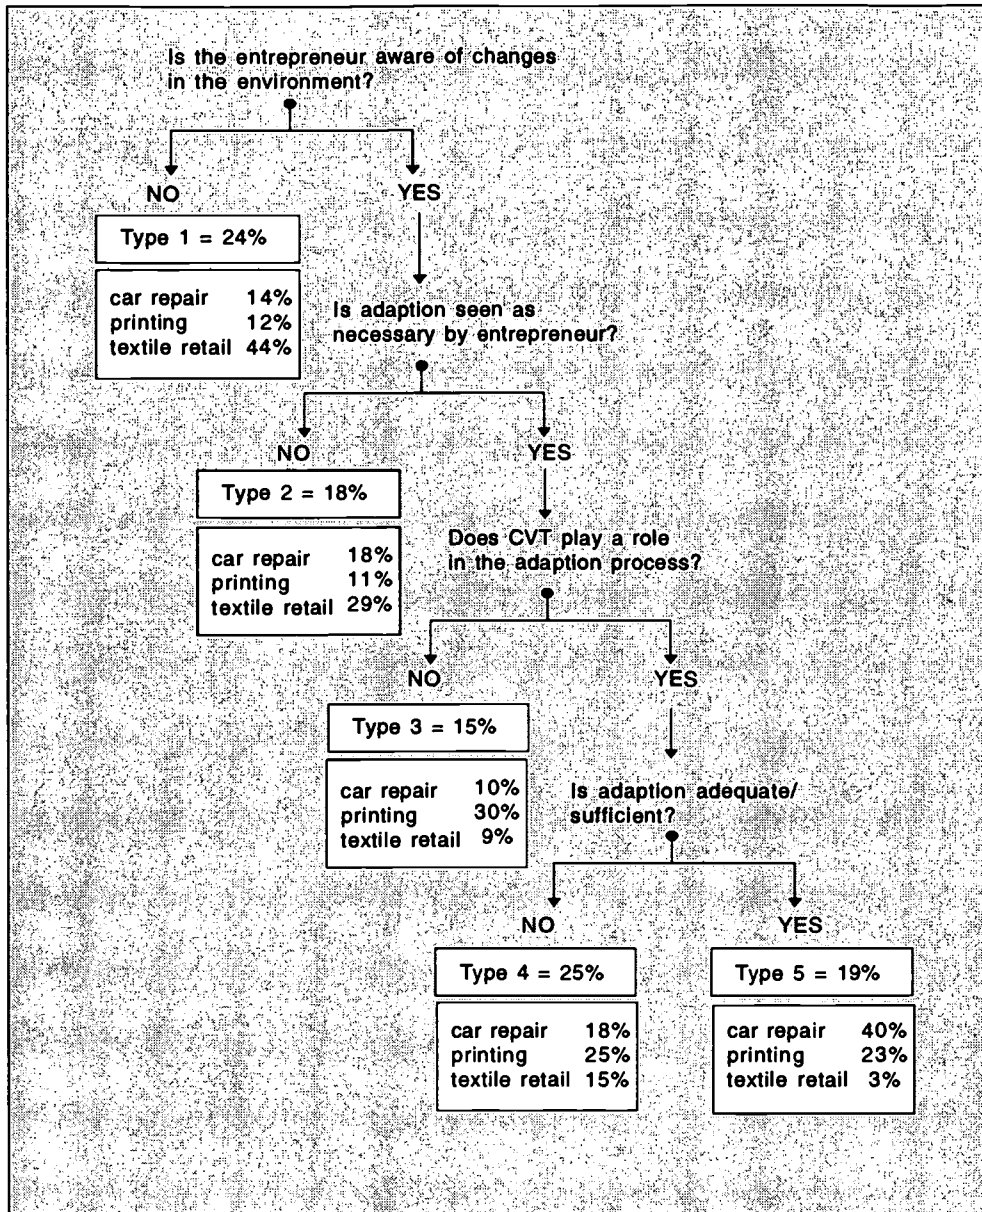 Is the entrepreneur aware of changes
in the environment?
NO
YES
Type 1 = 24%
car repair 14%
printing 12%
textile retail 44%
Is adaption seen as
necessary by entrepreneur?
NO
YES
Type 2 = 18%
car repair 18%
printing 11%
textile retail 29%
Does CVT play a role
in the adaption process?
NO
YES
Type 3 = 15%
car repair 10%
printing 30%
textile retail 9%
Is adaption adequate/
sufficient?
NO
YES
Type 4 = 25%
car repair 18%
printing 25%
textile retail 15%
Type 5 = 19%
car repair 40%
printing 23%
textile retail 3%